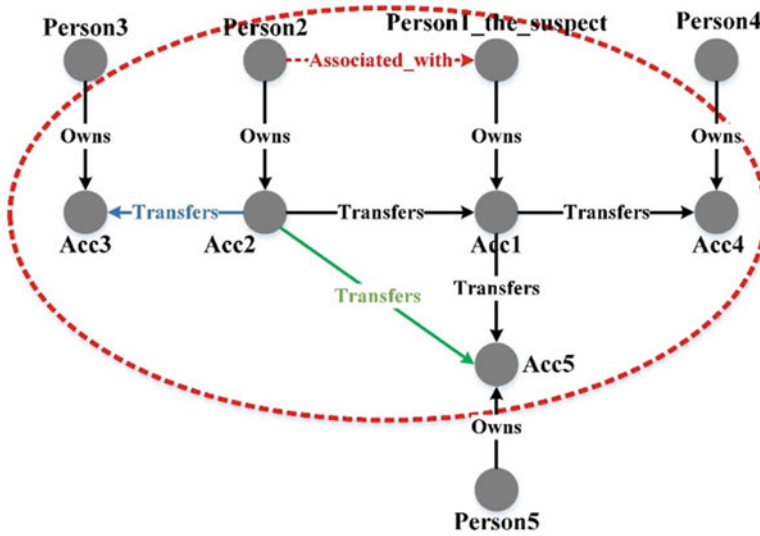 Person3
Person2
Person1_the_suspect
Person4
Associated_with
Owns
Owns
Owns
Owns
Transfers
Transfers
Transfers
Acc3
Acc2
Acc1
Acc4
Transfers
Transfers
Acc5
Owns
Person5